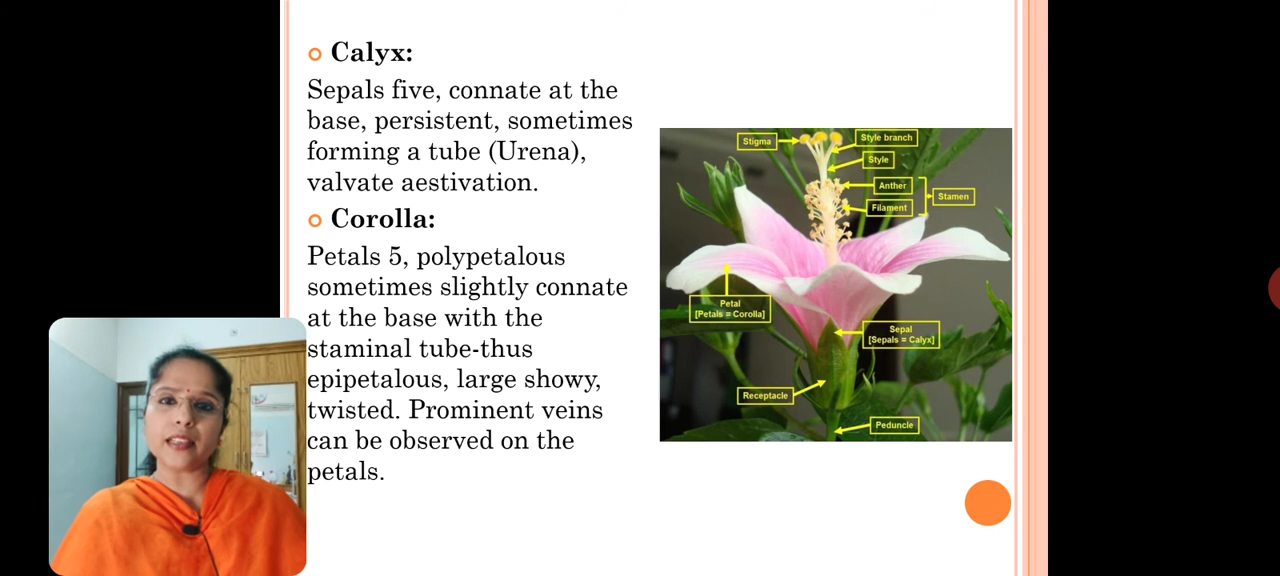 Calyx:
Sepals five, connate at the
base, persistent, sometimes
forming a tube (Urena),
valvate aestivation.
Corolla:
Petals 5, polypetalous
sometimes slightly connate
at the base with the
staminal tube-thus
epipetalous, large showy,
twisted. Prominent veins
can be observed on the
petals.
Stigma
Style branch
Style
Anther
Filament
Stamen
Petal
[Petals = Corolla]
Sepal
[Sepals = Calyx]
Receptacle
Peduncle